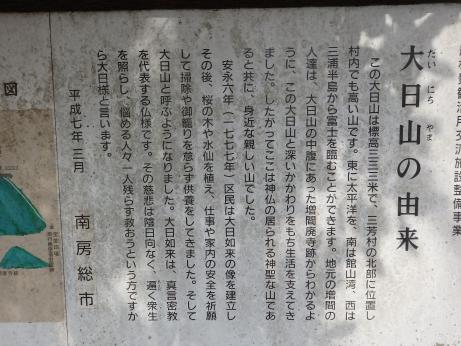 大日山の由来
だい にち やま
この大日山は標高三三三米で、三芳村の北部に位置し
村内でも高い山です。東に太平洋を、南は館山湾、西は
三浦半島から富士を臨むことができます。地元の増間の
人達は、大日山の中腹にあった増間廃寺跡からわかるよ
うに、この大日山と深いかかわりをもち生活を支えてき
ました。したがってここは神仏の居られる神聖な山であ
ると共に、身近な親しい山でした。
安永六年(一七七七年)区民は大日如来の像を建立し
その後、桜の木や水仙を植え、仕事や家内の安全を祈願
して掃除や御籠りを怠らず供養をしてきました。そして
大日山と呼ぶようになりました。大日如来は、真言密教
を代表する仏様です。その慈悲は陰日向なく、遍く衆生
を照らし、悩める人々一人残らず救おうという方ですか
ら大日様と言います。
平成七年三月
南房総市
図